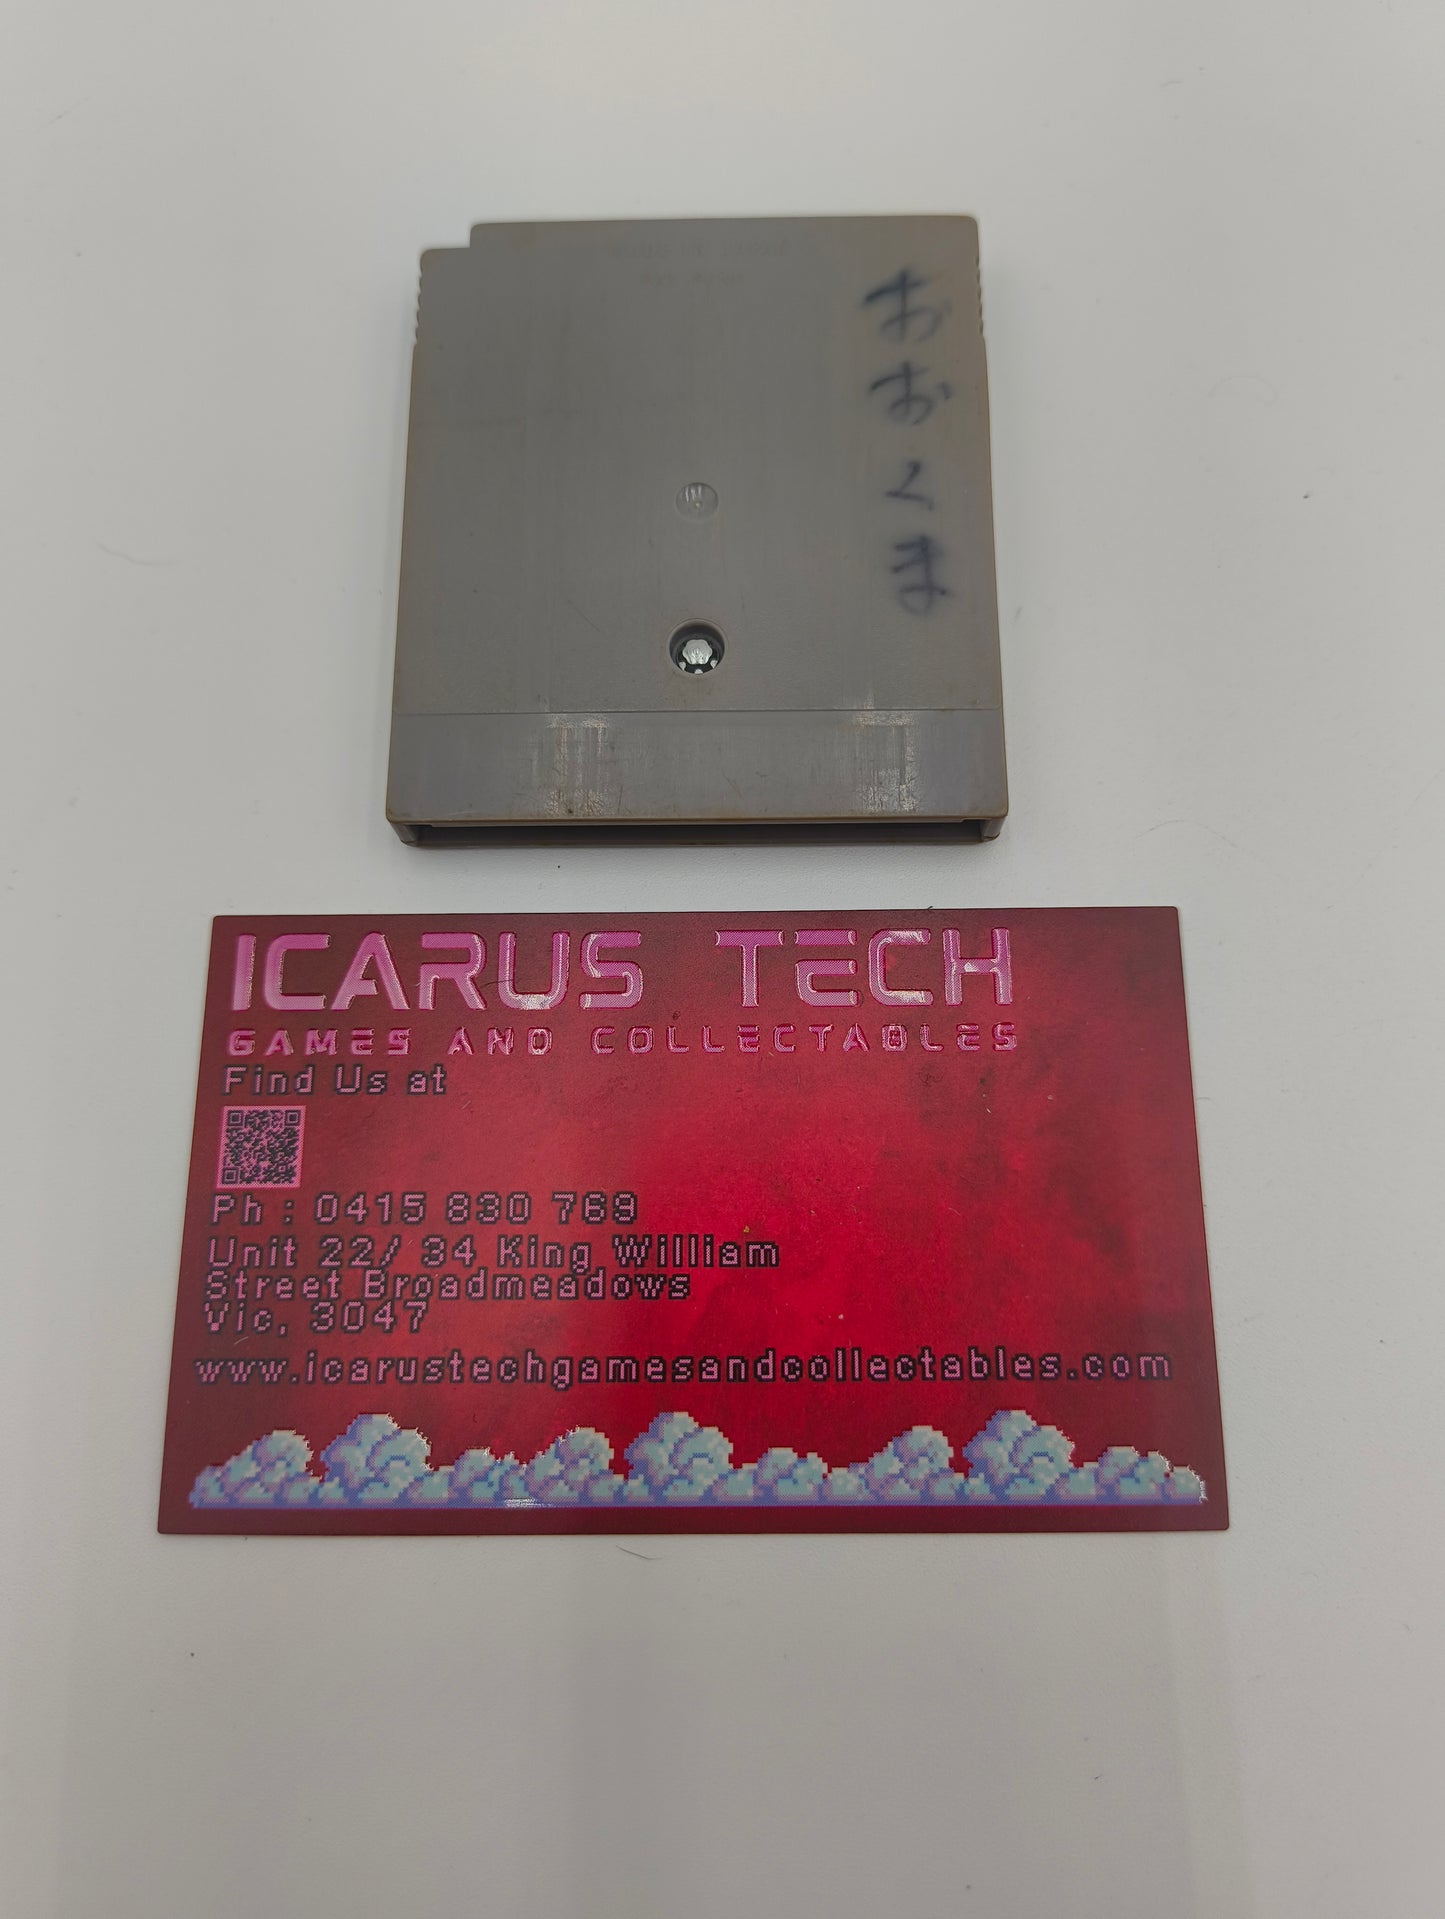 おおくま
ICARUS TECH
GAMES AND COLLECTABLES
Find Us at
Ph : 0415 830 769
Unit 22/ 34 King William
Street Broadmeadows
Vic, 3047
www.icarustechgamesandcollectables.com